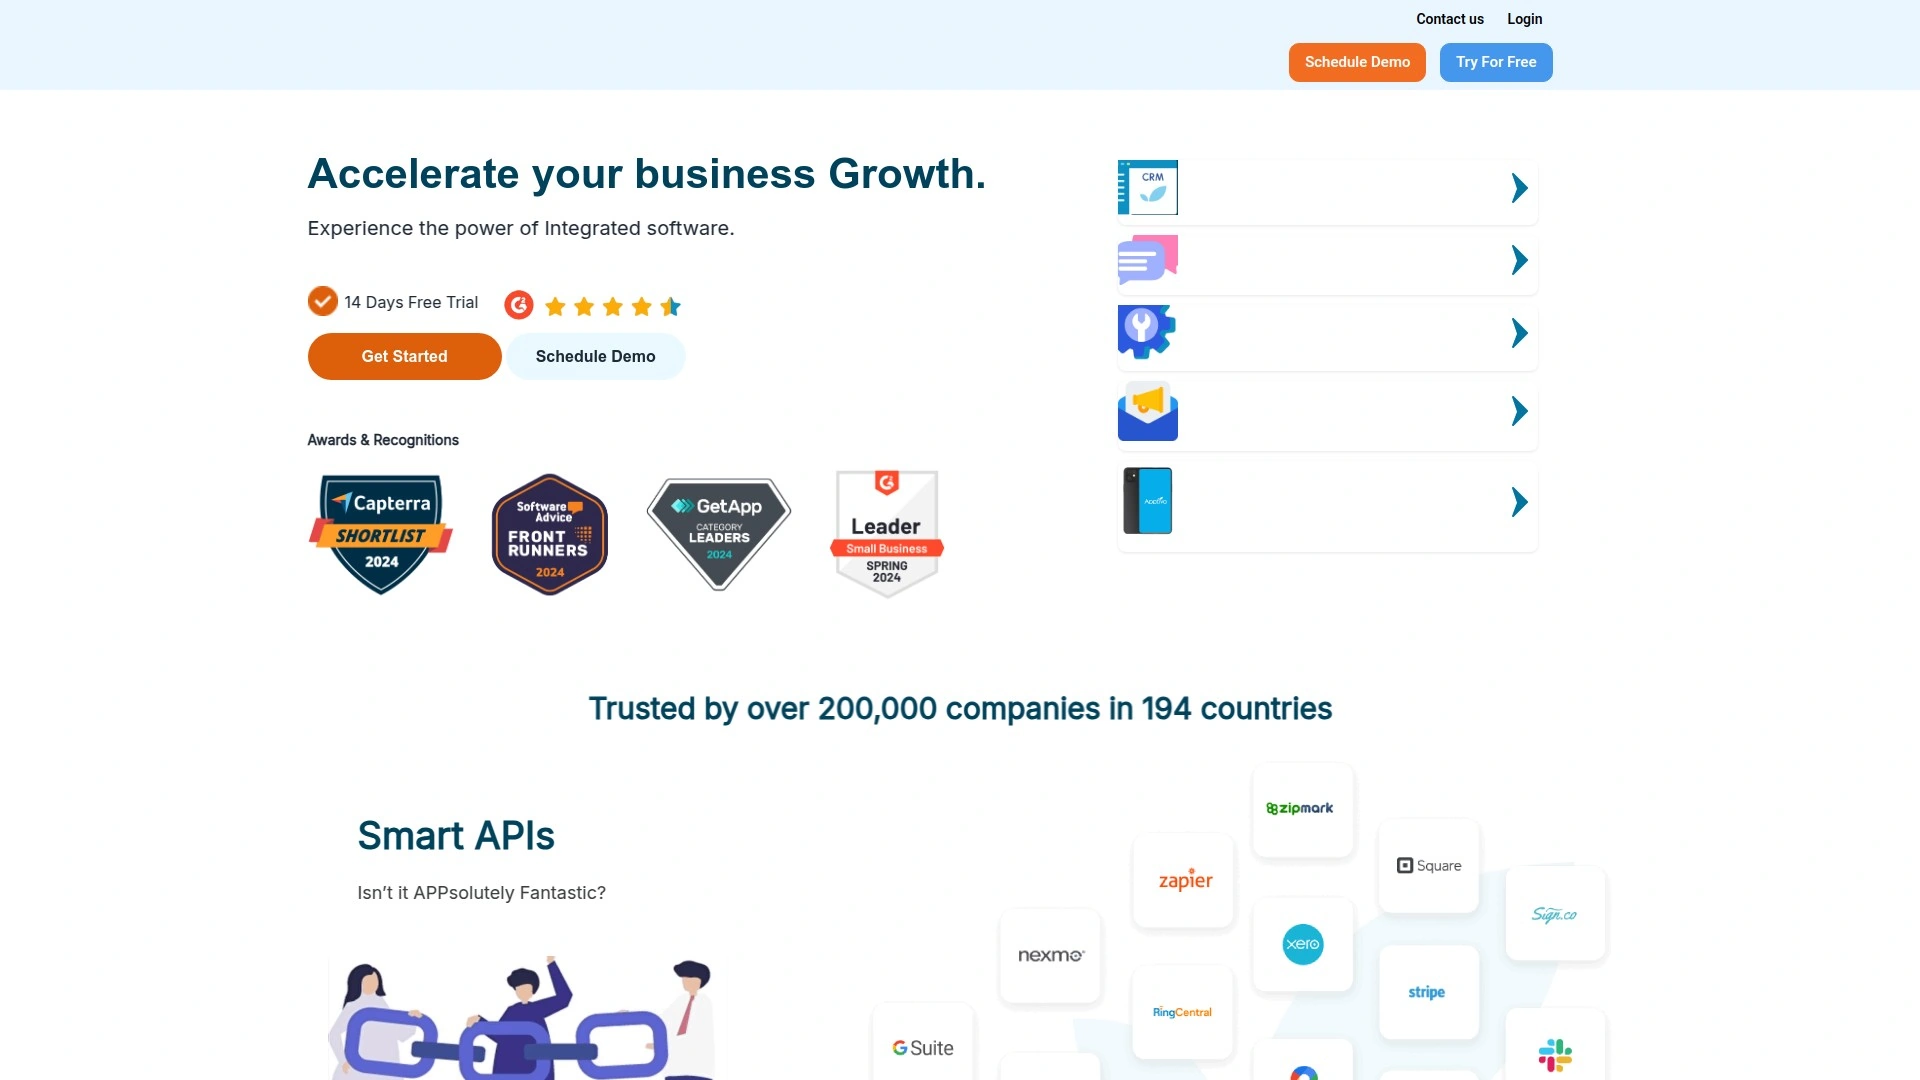 Contact us
Login
Schedule Demo
Try For Free
Accelerate your business Growth.
Experience the power of Integrated software.
14 Days Free Trial
Get Started
Schedule Demo
Awards & Recognitions
Capterra
SHORTLIST
2024
Software
Advice
FRONT
RUNNERS
2024
GetApp
CATEGORY
LEADERS
2024
Leader
Small Business
SPRING
2024
CRM
Trusted by over 200,000 companies in 194 countries
Smart APIs
Isn’t it APPsolutely Fantastic?
zipmark
zapier
Square
Sign.co
xero
nexmo
stripe
RingCentral
G Suite